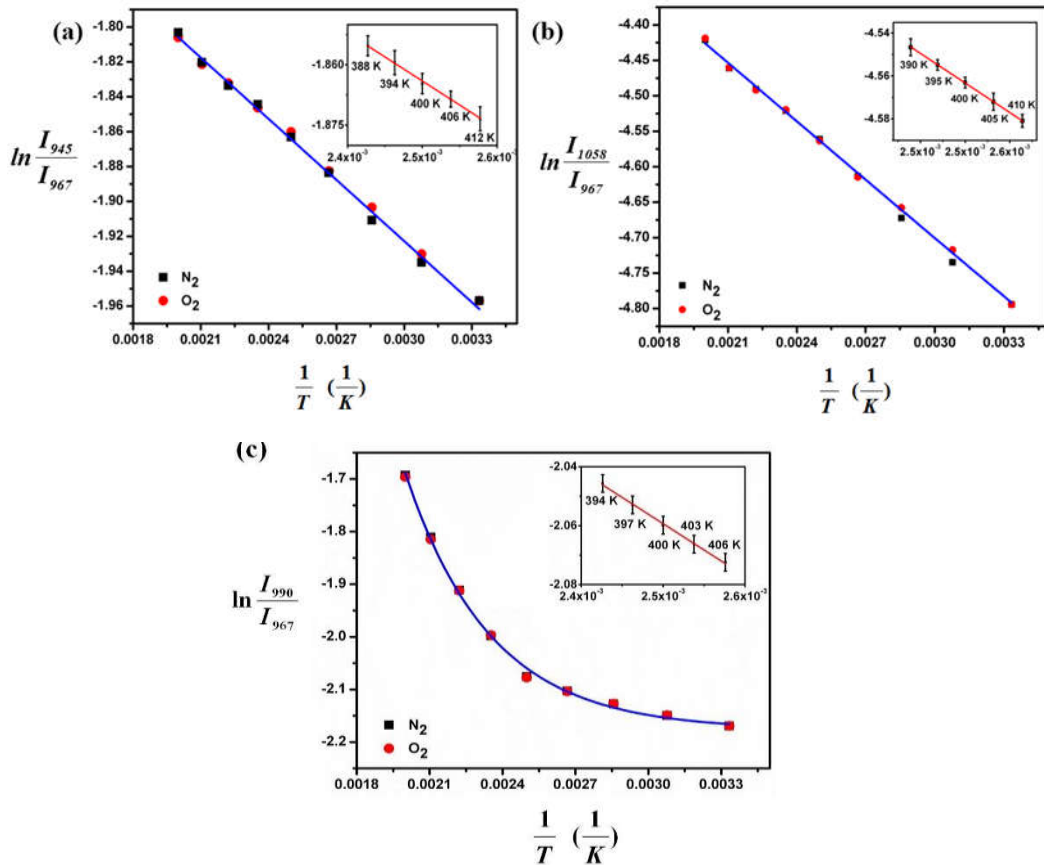 (a)
-1.80
-1.82
-1.84
-1.86
-1.88
-1.90
-1.92
-1.94
-1.96
ln I945/I967
N2
O2
0.0018 0.0021 0.0024 0.0027 0.0030 0.0033
1/T (1/K)
-1.860
-1.875
388 K
394 K
400 K
406 K
412 K
2.4x10-3 2.5x10-3 2.6x10-3
(b)
-4.40
-4.45
-4.50
-4.55
-4.60
-4.65
-4.70
-4.75
-4.80
ln I1058/I967
N2
O2
0.0018 0.0021 0.0024 0.0027 0.0030 0.0033
1/T (1/K)
-4.54
-4.56
-4.58
390 K
395 K
400 K
405 K
410 K
2.5x10-3 2.5x10-3 2.6x10-3
(c)
-1.7
-1.8
-1.9
-2.0
-2.1
-2.2
ln I990/I967
N2
O2
0.0018 0.0021 0.0024 0.0027 0.0030 0.0033
1/T (1/K)
-2.04
-2.06
-2.08
394 K
397 K
400 K
403 K
406 K
2.4x10-3 2.5x10-3 2.6x10-3